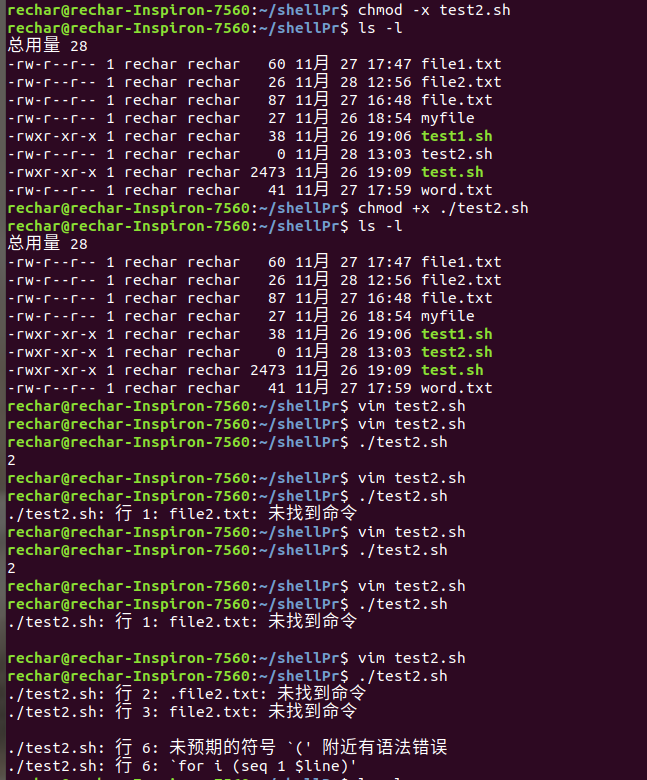 rechar@rechar-Inspiron-7560:~/shellPr$ chmod -x test2.sh
rechar@rechar-Inspiron-7560:~/shellPr$ ls -l
总用量 28
-rw-r--r-- 1 rechar rechar   60 11月 27 17:47 file1.txt
-rw-r--r-- 1 rechar rechar   26 11月 28 12:56 file2.txt
-rw-r--r-- 1 rechar rechar   87 11月 27 16:48 file.txt
-rw-r--r-- 1 rechar rechar   27 11月 26 18:54 myfile
-rwxr-xr-x 1 rechar rechar   38 11月 26 19:06 test1.sh
-rw-r--r-- 1 rechar rechar    0 11月 28 13:03 test2.sh
-rwxr-xr-x 1 rechar rechar 2473 11月 26 19:09 test.sh
-rw-r--r-- 1 rechar rechar   41 11月 27 17:59 word.txt
rechar@rechar-Inspiron-7560:~/shellPr$ chmod +x ./test2.sh
rechar@rechar-Inspiron-7560:~/shellPr$ ls -l
总用量 28
-rw-r--r-- 1 rechar rechar   60 11月 27 17:47 file1.txt
-rw-r--r-- 1 rechar rechar   26 11月 28 12:56 file2.txt
-rw-r--r-- 1 rechar rechar   87 11月 27 16:48 file.txt
-rw-r--r-- 1 rechar rechar   27 11月 26 18:54 myfile
-rwxr-xr-x 1 rechar rechar   38 11月 26 19:06 test1.sh
-rwxr-xr-x 1 rechar rechar    0 11月 28 13:03 test2.sh
-rwxr-xr-x 1 rechar rechar 2473 11月 26 19:09 test.sh
-rw-r--r-- 1 rechar rechar   41 11月 27 17:59 word.txt
rechar@rechar-Inspiron-7560:~/shellPr$ vim test2.sh
rechar@rechar-Inspiron-7560:~/shellPr$ vim test2.sh
rechar@rechar-Inspiron-7560:~/shellPr$ ./test2.sh
2
rechar@rechar-Inspiron-7560:~/shellPr$ vim test2.sh
rechar@rechar-Inspiron-7560:~/shellPr$ ./test2.sh
./test2.sh: 行 1: file2.txt: 未找到命令
rechar@rechar-Inspiron-7560:~/shellPr$ vim test2.sh
rechar@rechar-Inspiron-7560:~/shellPr$ ./test2.sh
2
rechar@rechar-Inspiron-7560:~/shellPr$ vim test2.sh
rechar@rechar-Inspiron-7560:~/shellPr$ ./test2.sh
./test2.sh: 行 1: file2.txt: 未找到命令

rechar@rechar-Inspiron-7560:~/shellPr$ vim test2.sh
rechar@rechar-Inspiron-7560:~/shellPr$ ./test2.sh
./test2.sh: 行 2: .file2.txt: 未找到命令
./test2.sh: 行 3: file2.txt: 未找到命令

./test2.sh: 行 6: 未预期的符号 `(' 附近有语法错误
./test2.sh: 行 6: `for i (seq 1 $line)'